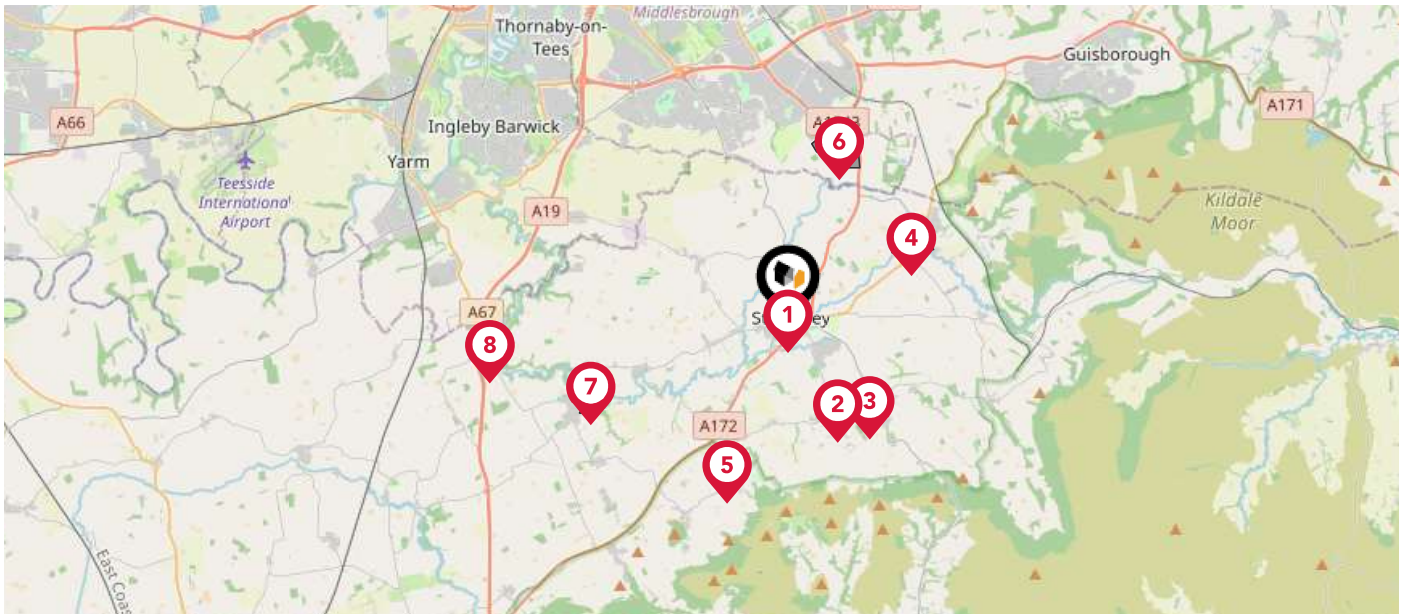 Middlesbrough
Thornaby-on-
Tees
Guisborough
A66
A171
Ingleby Barwick
6
Yarm
Teesside
International
Airport
A19
Kildale
Moor
4
A67
1
8
7
2
3
A172
5
East Coas